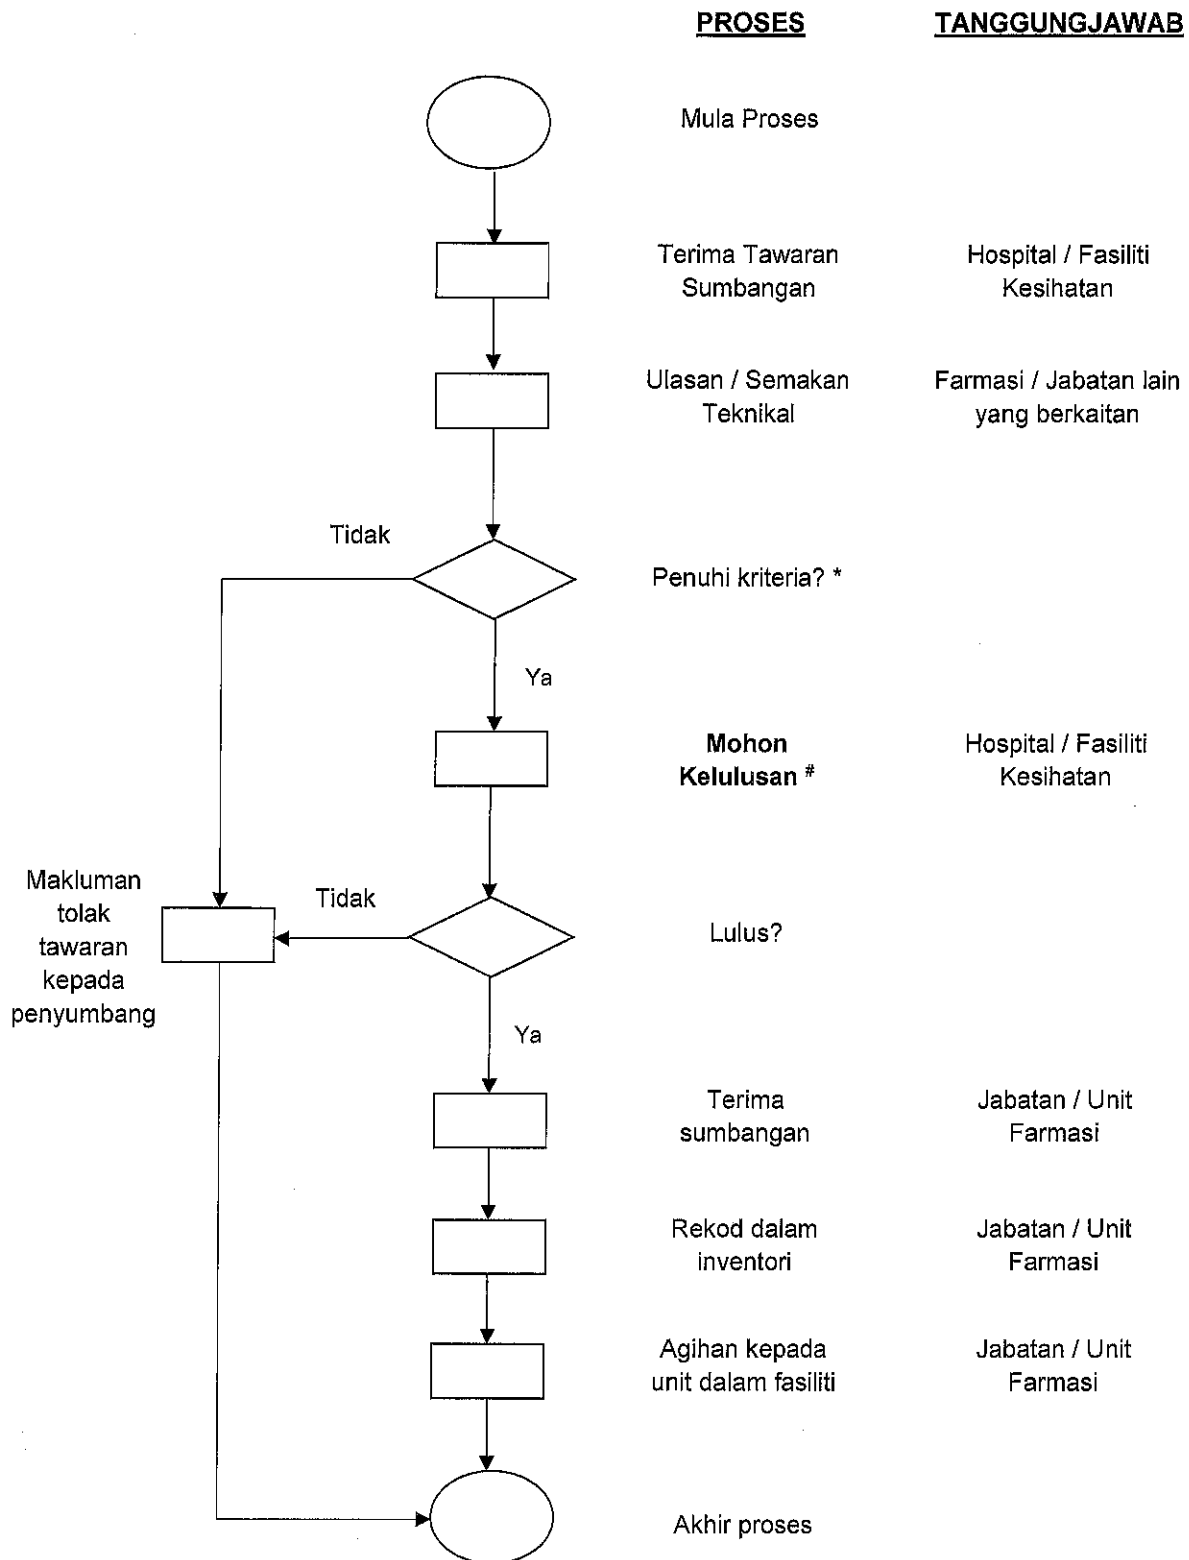 PROSES
TANGGUNGJAWAB
Mula Proses
Terima Tawaran
Sumbangan
Hospital / Fasiliti
Kesihatan
Ulasan / Semakan
Teknikal
Farmasi / Jabatan lain
yang berkaitan
Tidak
Penuhi kriteria? *
Ya
Mohon
Kelulusan #
Hospital / Fasiliti
Kesihatan
Makluman
tolak
tawaran
kepada
penyumbang
Tidak
Lulus?
Ya
Terima
sumbangan
Jabatan / Unit
Farmasi
Rekod dalam
inventori
Jabatan / Unit
Farmasi
Agihan kepada
unit dalam fasiliti
Jabatan / Unit
Farmasi
Akhir proses